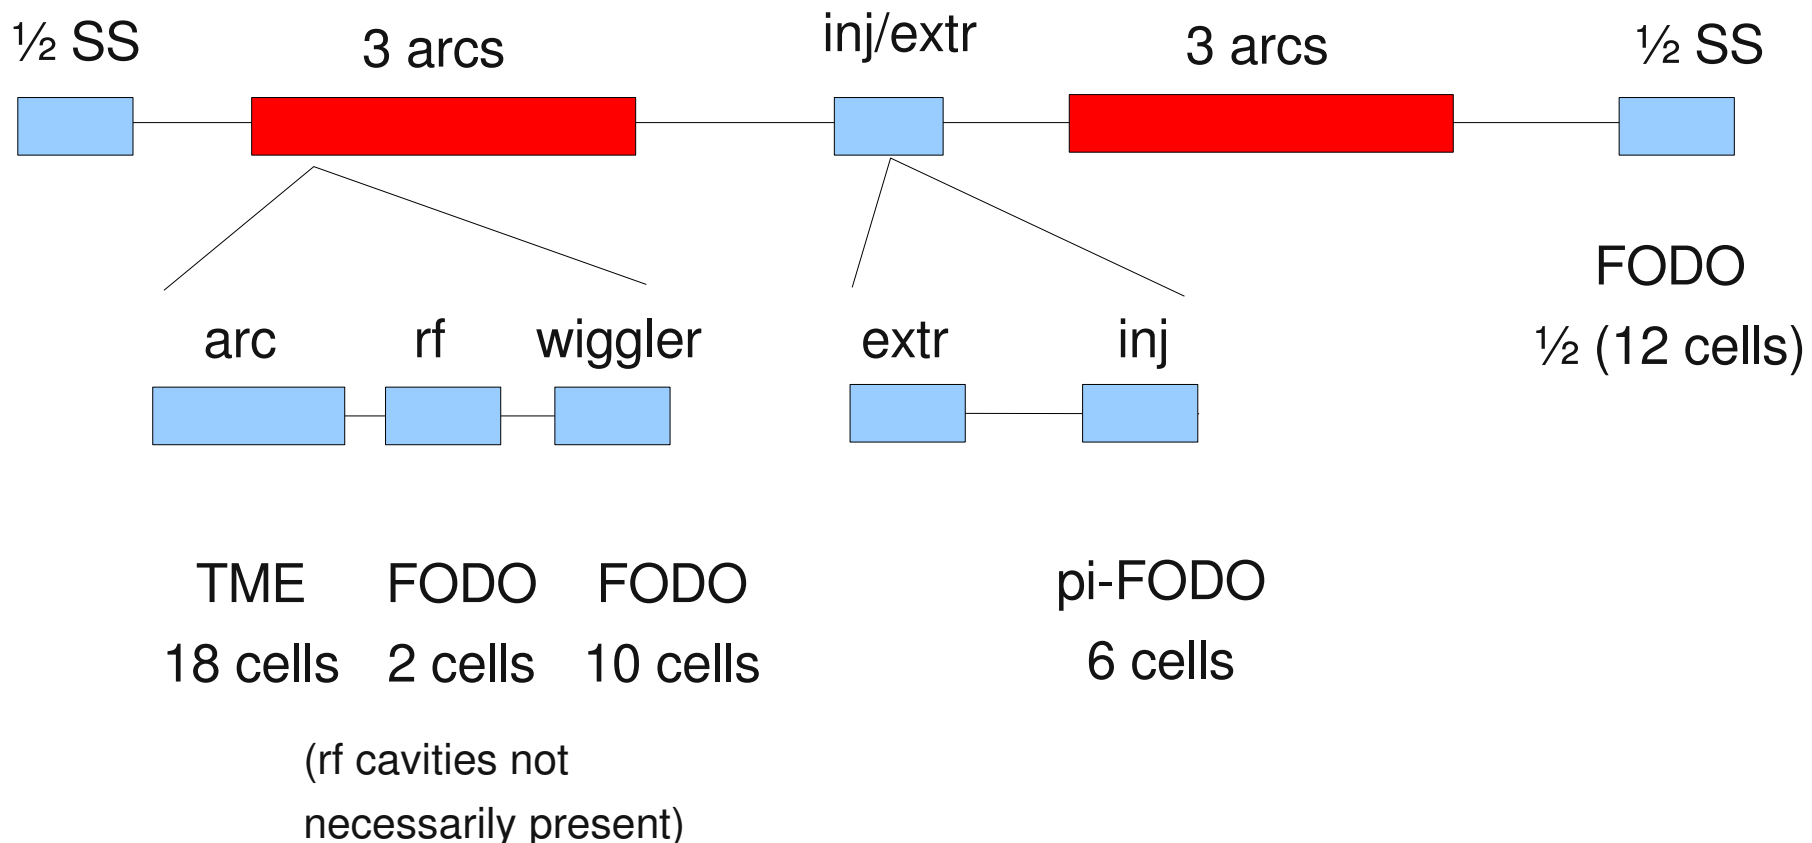 ½ SS
3 arcs
inj/extr
3 arcs
½ SS
FODO
½ (12 cells)
arc
rf
wiggler
extr
inj
TME
FODO
FODO
pi-FODO
18 cells
2 cells
10 cells
6 cells
(rf cavities not
necessarily present)